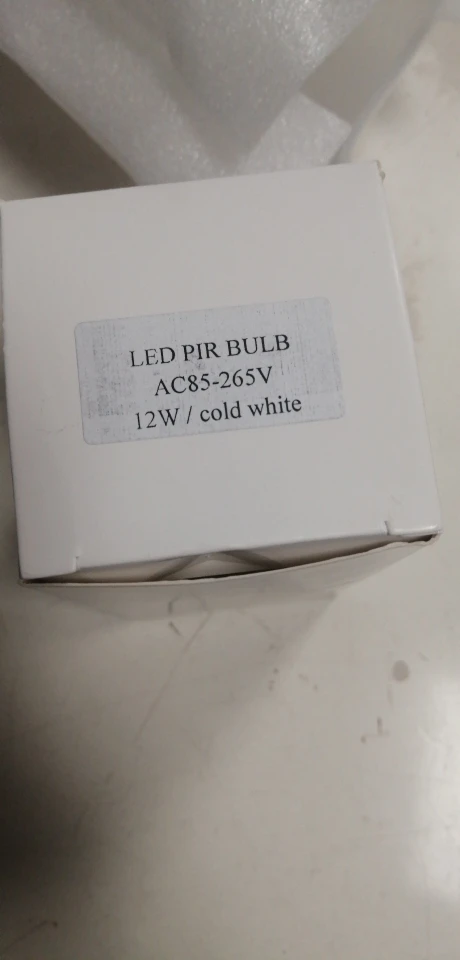 LED PIR BULB
AC85-265V
12W / cold white